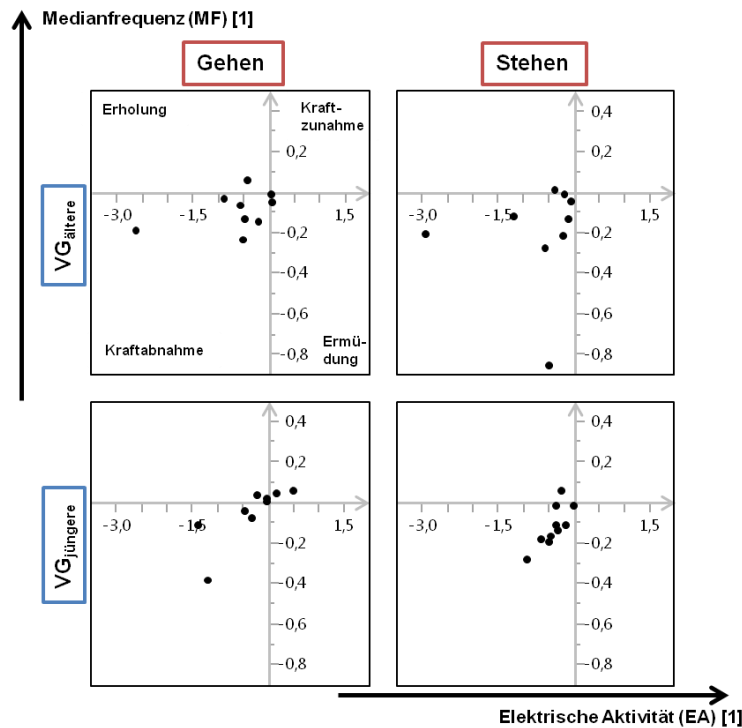 Medianfrequenz (MF) [1]
Gehen
Stehen
VGältere
Erholung
Kraft-
zunahme
0,2
-3,0
-1,5
1,5
-0,2
-0,4
-0,6
-0,8
Kraftabnahme
Ermü-
dung
0,4
0,2
-3,0
-1,5
1,5
-0,2
-0,4
-0,6
-0,8
VGjüngere
0,4
0,2
-3,0
-1,5
1,5
-0,2
-0,4
-0,6
-0,8
0,4
0,2
-3,0
-1,5
1,5
-0,2
-0,4
-0,6
-0,8
Elektrische Aktivität (EA) [1]